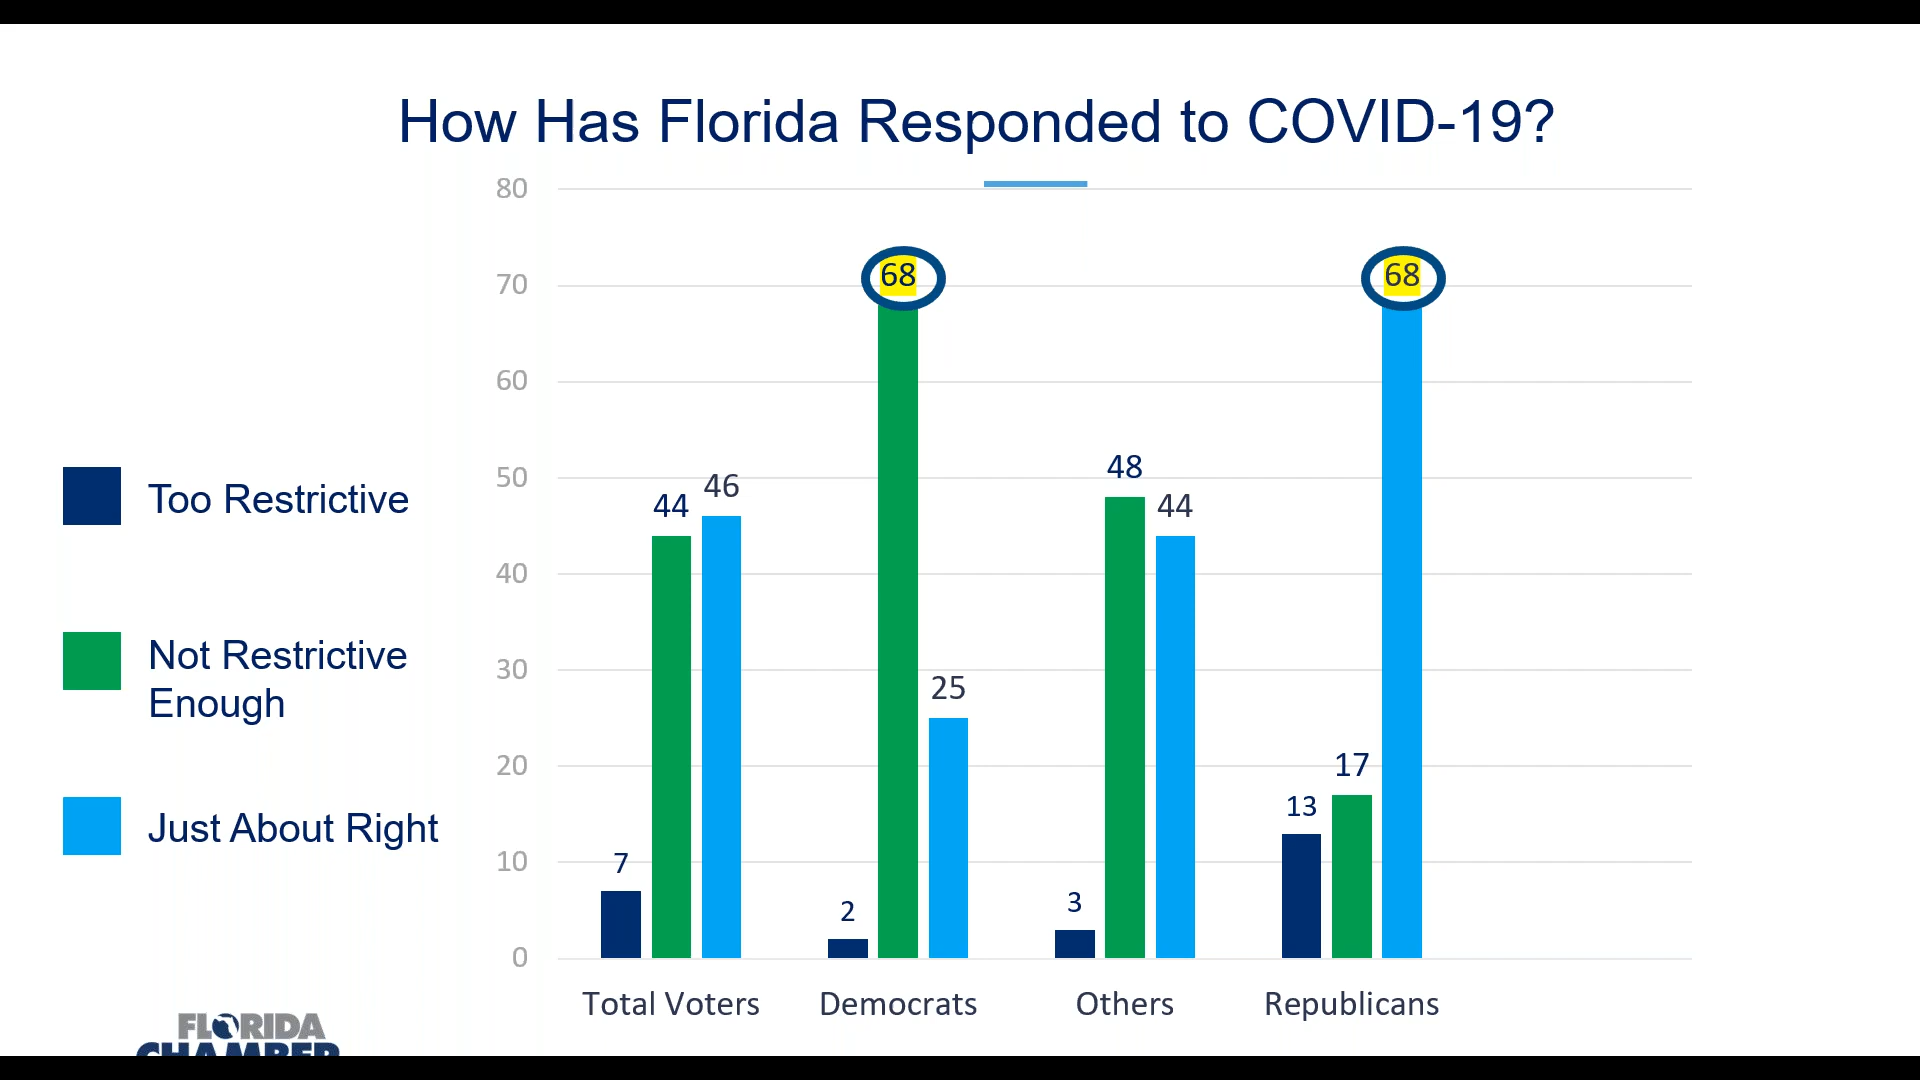 How Has Florida Responded to COVID-19?
80
70
60
50
40
30
20
10
0
Too Restrictive
Not Restrictive
Enough
Just About Right
7
44
46
2
68
25
3
48
44
13
17
68
Total Voters
Democrats
Others
Republicans
FLORIDA
CHAMBER